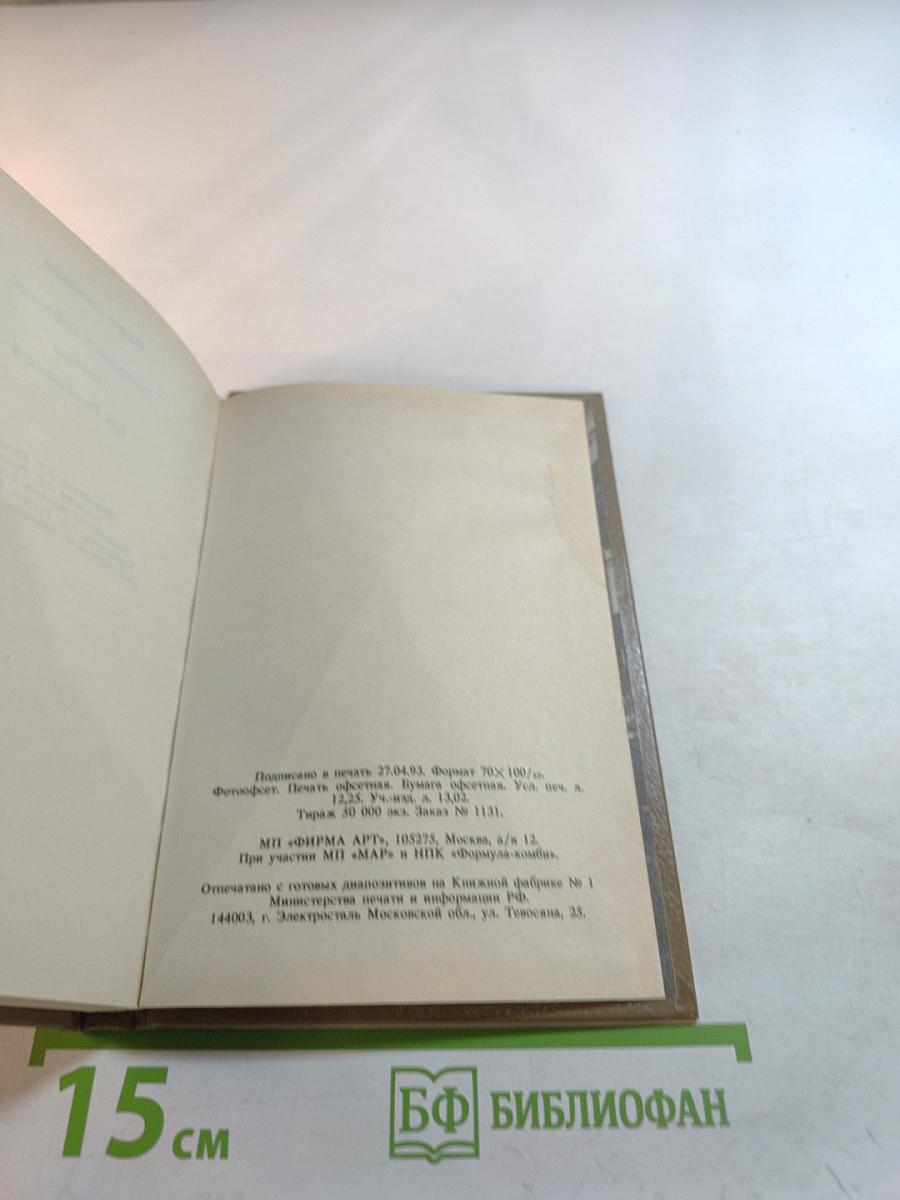 Подписано в печать 27.04.93. Формат 70×100/32.
Фотоофсет. Печать офсетная. Бумага офсетная. Усл. печ. л.
12,25. Уч.-изд. л. 13,02.
Тираж 50 000 экз. Заказ № 1131.
МП «ФИРМА АРТ», 105275, Москва, а/я 12.
При участии МП «МАР» и НПК «Формула-комби».
Отпечатано с готовых диапозитивов на Книжной фабрике № 1
Министерства печати и информации РФ.
144003, г. Электросталь Московской обл., ул. Тевосяна, 25.
15 см
БФ БИБЛИОФАН